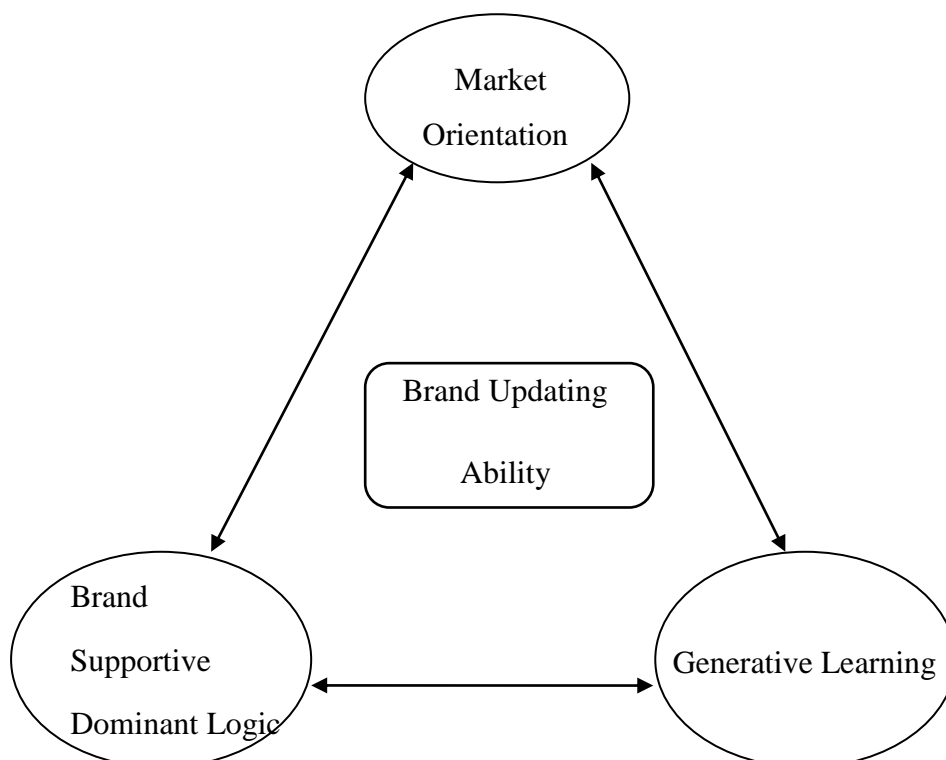 Market
Orientation
Brand Updating
Ability
Brand
Supportive
Dominant Logic
Generative Learning